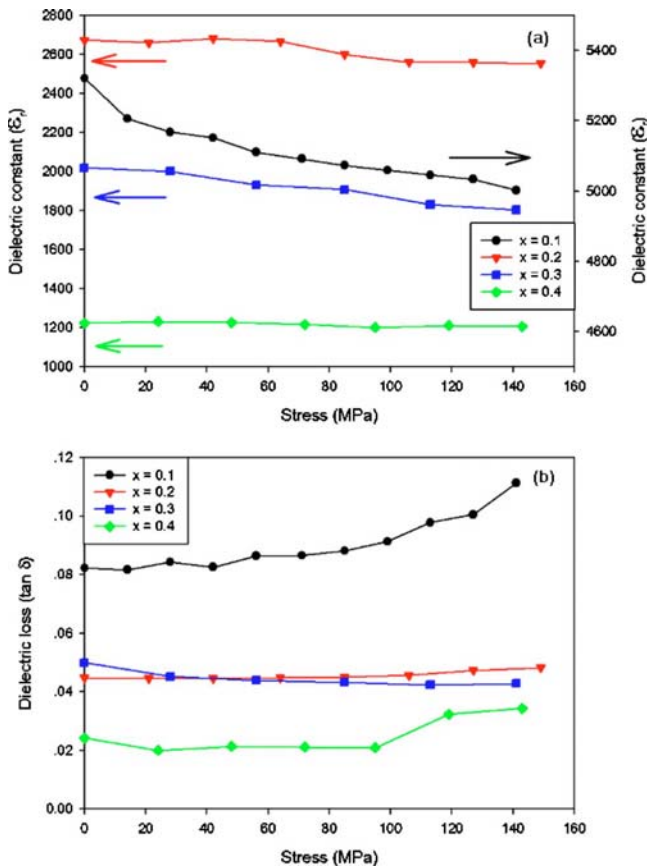 (a)
Dielectric constant (εr)
2800
2600
2400
2200
2000
1800
1600
1400
1200
1000
5400
5200
5000
4800
4600
Dielectric constant (εr)
x = 0.1
x = 0.2
x = 0.3
x = 0.4
0 20 40 60 80 100 120 140 160
Stress (MPa)
(b)
x = 0.1
x = 0.2
x = 0.3
x = 0.4
Dielectric loss (tan δ)
.12
.10
.08
.06
.04
.02
0.00
0 20 40 60 80 100 120 140 160
Stress (MPa)